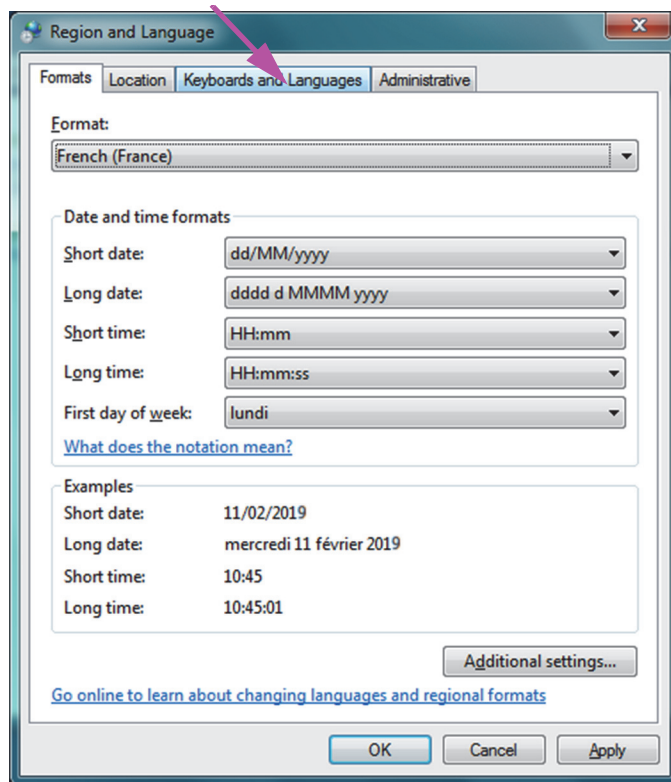 Region and Language
Formats Location Keyboards and Languages Administrative
Format:
French (France)
Date and time formats
Short date: dd/MM/yyyy
Long date: dddd d MMMM yyyy
Short time: HH:mm
Long time: HH:mm:ss
First day of week: lundi
What does the notation mean?
Examples
Short date: 11/02/2019
Long date: mercredi 11 février 2019
Short time: 10:45
Long time: 10:45:01
Additional settings...
Go online to learn about changing languages and regional formats
OK Cancel Apply